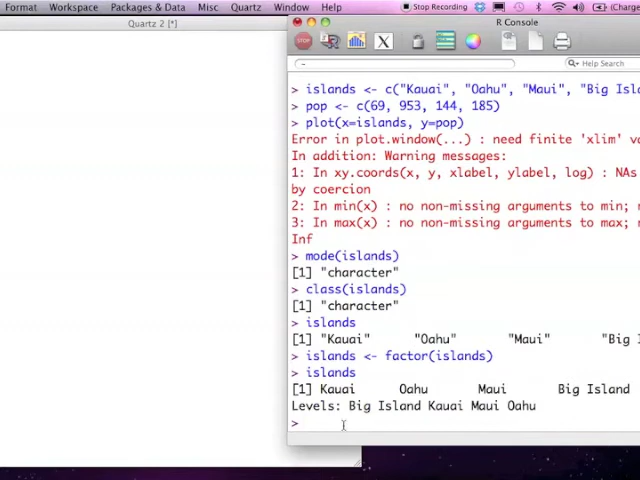 Format Workspace Packages & Data Misc Quartz Window Help Stop Recording (Charge
Quartz 2 [*]
R Console
STOP
R
X
Help Search
> islands <- c("Kauai", "Oahu", "Maui", "Big Isla
> pop <- c(69, 953, 144, 185)
> plot(x=islands, y=pop)
Error in plot.window(...) : need finite 'xlim' va
In addition: Warning messages:
1: In xy.coords(x, y, xlabel, ylabel, log) : NAs
by coercion
2: In min(x) : no non-missing arguments to min;
3: In max(x) : no non-missing arguments to max;
Inf
> mode(islands)
[1] "character"
> class(islands)
[1] "character"
> islands
[1] "Kauai" "Oahu" "Maui" "Big I
> islands <- factor(islands)
> islands
[1] Kauai Oahu Maui Big Island
Levels: Big Island Kauai Maui Oahu
>